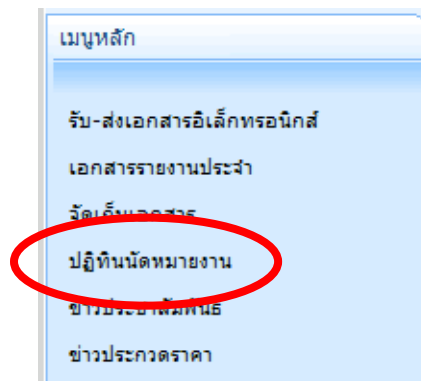 เมนูหลัก
รับ-ส่งเอกสารอิเล็กทรอนิกส์
เอกสารรายงานประจำ
จัดเก็บเอกสาร
ปฏิทินนัดหมายงาน
ข่าวประชาสัมพันธ์
ข่าวประกวดราคา